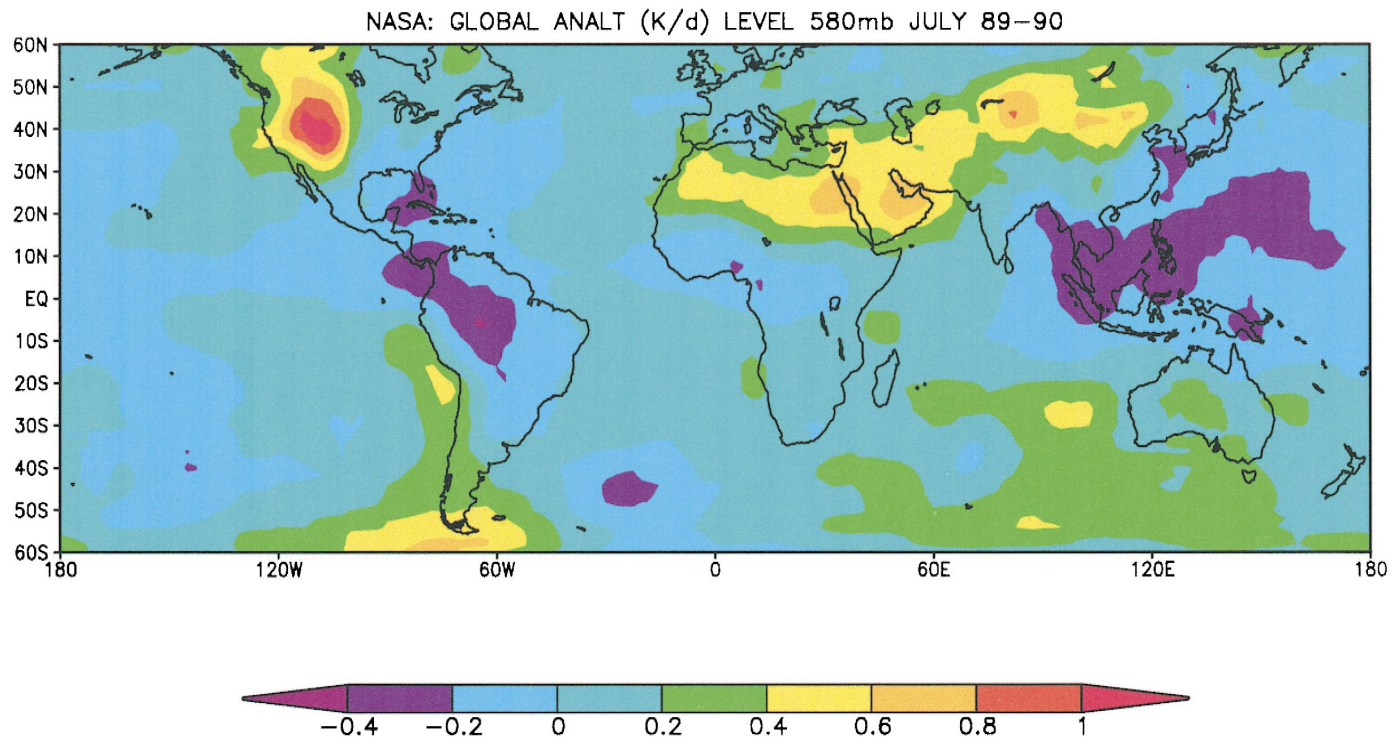 NASA: GLOBAL ANALT (K/d) LEVEL 580mb JULY 89-90
60N
50N
40N
30N
20N
10N
EQ
10S
20S
30S
40S
50S
60S
180 120W 60W 0 60E 120E 180
-0.4 -0.2 0 0.2 0.4 0.6 0.8 1